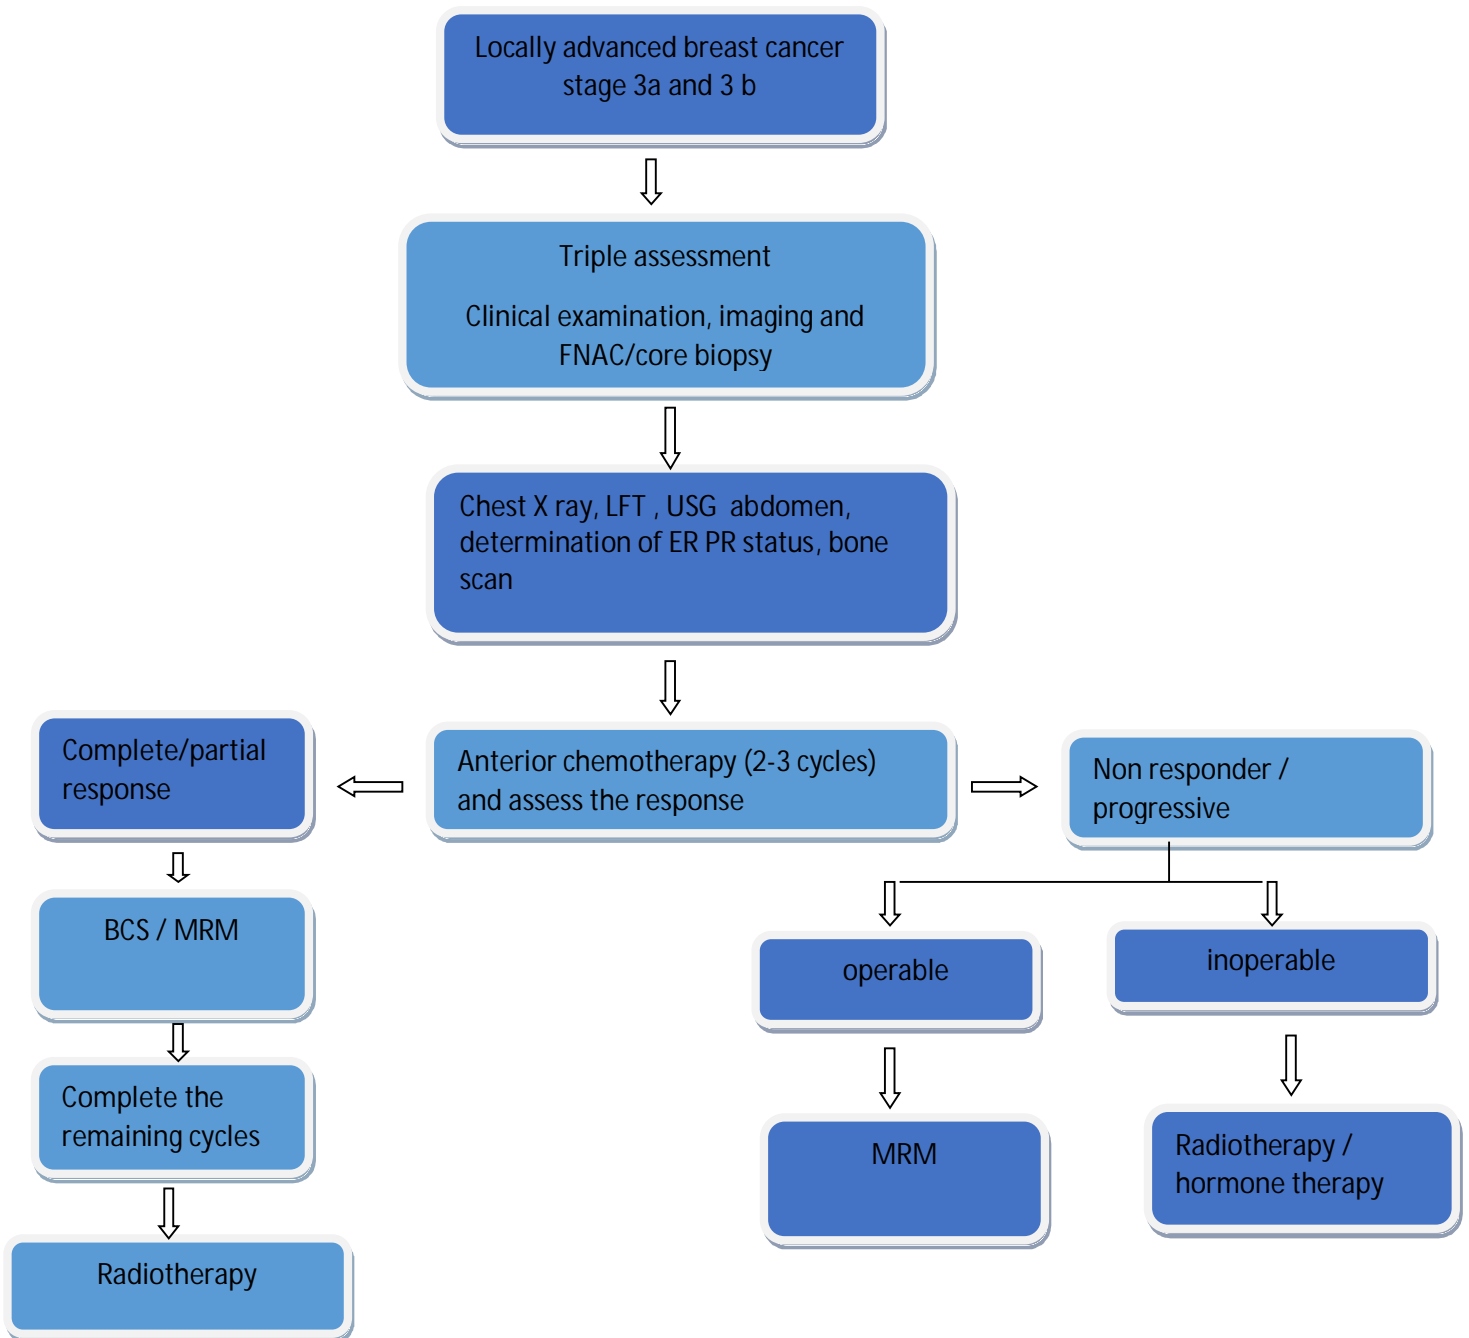 Locally advanced breast cancer
stage 3a and 3 b
Triple assessment
Clinical examination, imaging and
FNAC/core biopsy
Chest X ray, LFT , USG  abdomen,
determination of ER PR status, bone
scan
Complete/partial
response
Anterior chemotherapy (2-3 cycles)
and assess the response
Non responder /
progressive
BCS / MRM
operable
inoperable
Complete the
remaining cycles
MRM
Radiotherapy /
hormone therapy
Radiotherapy